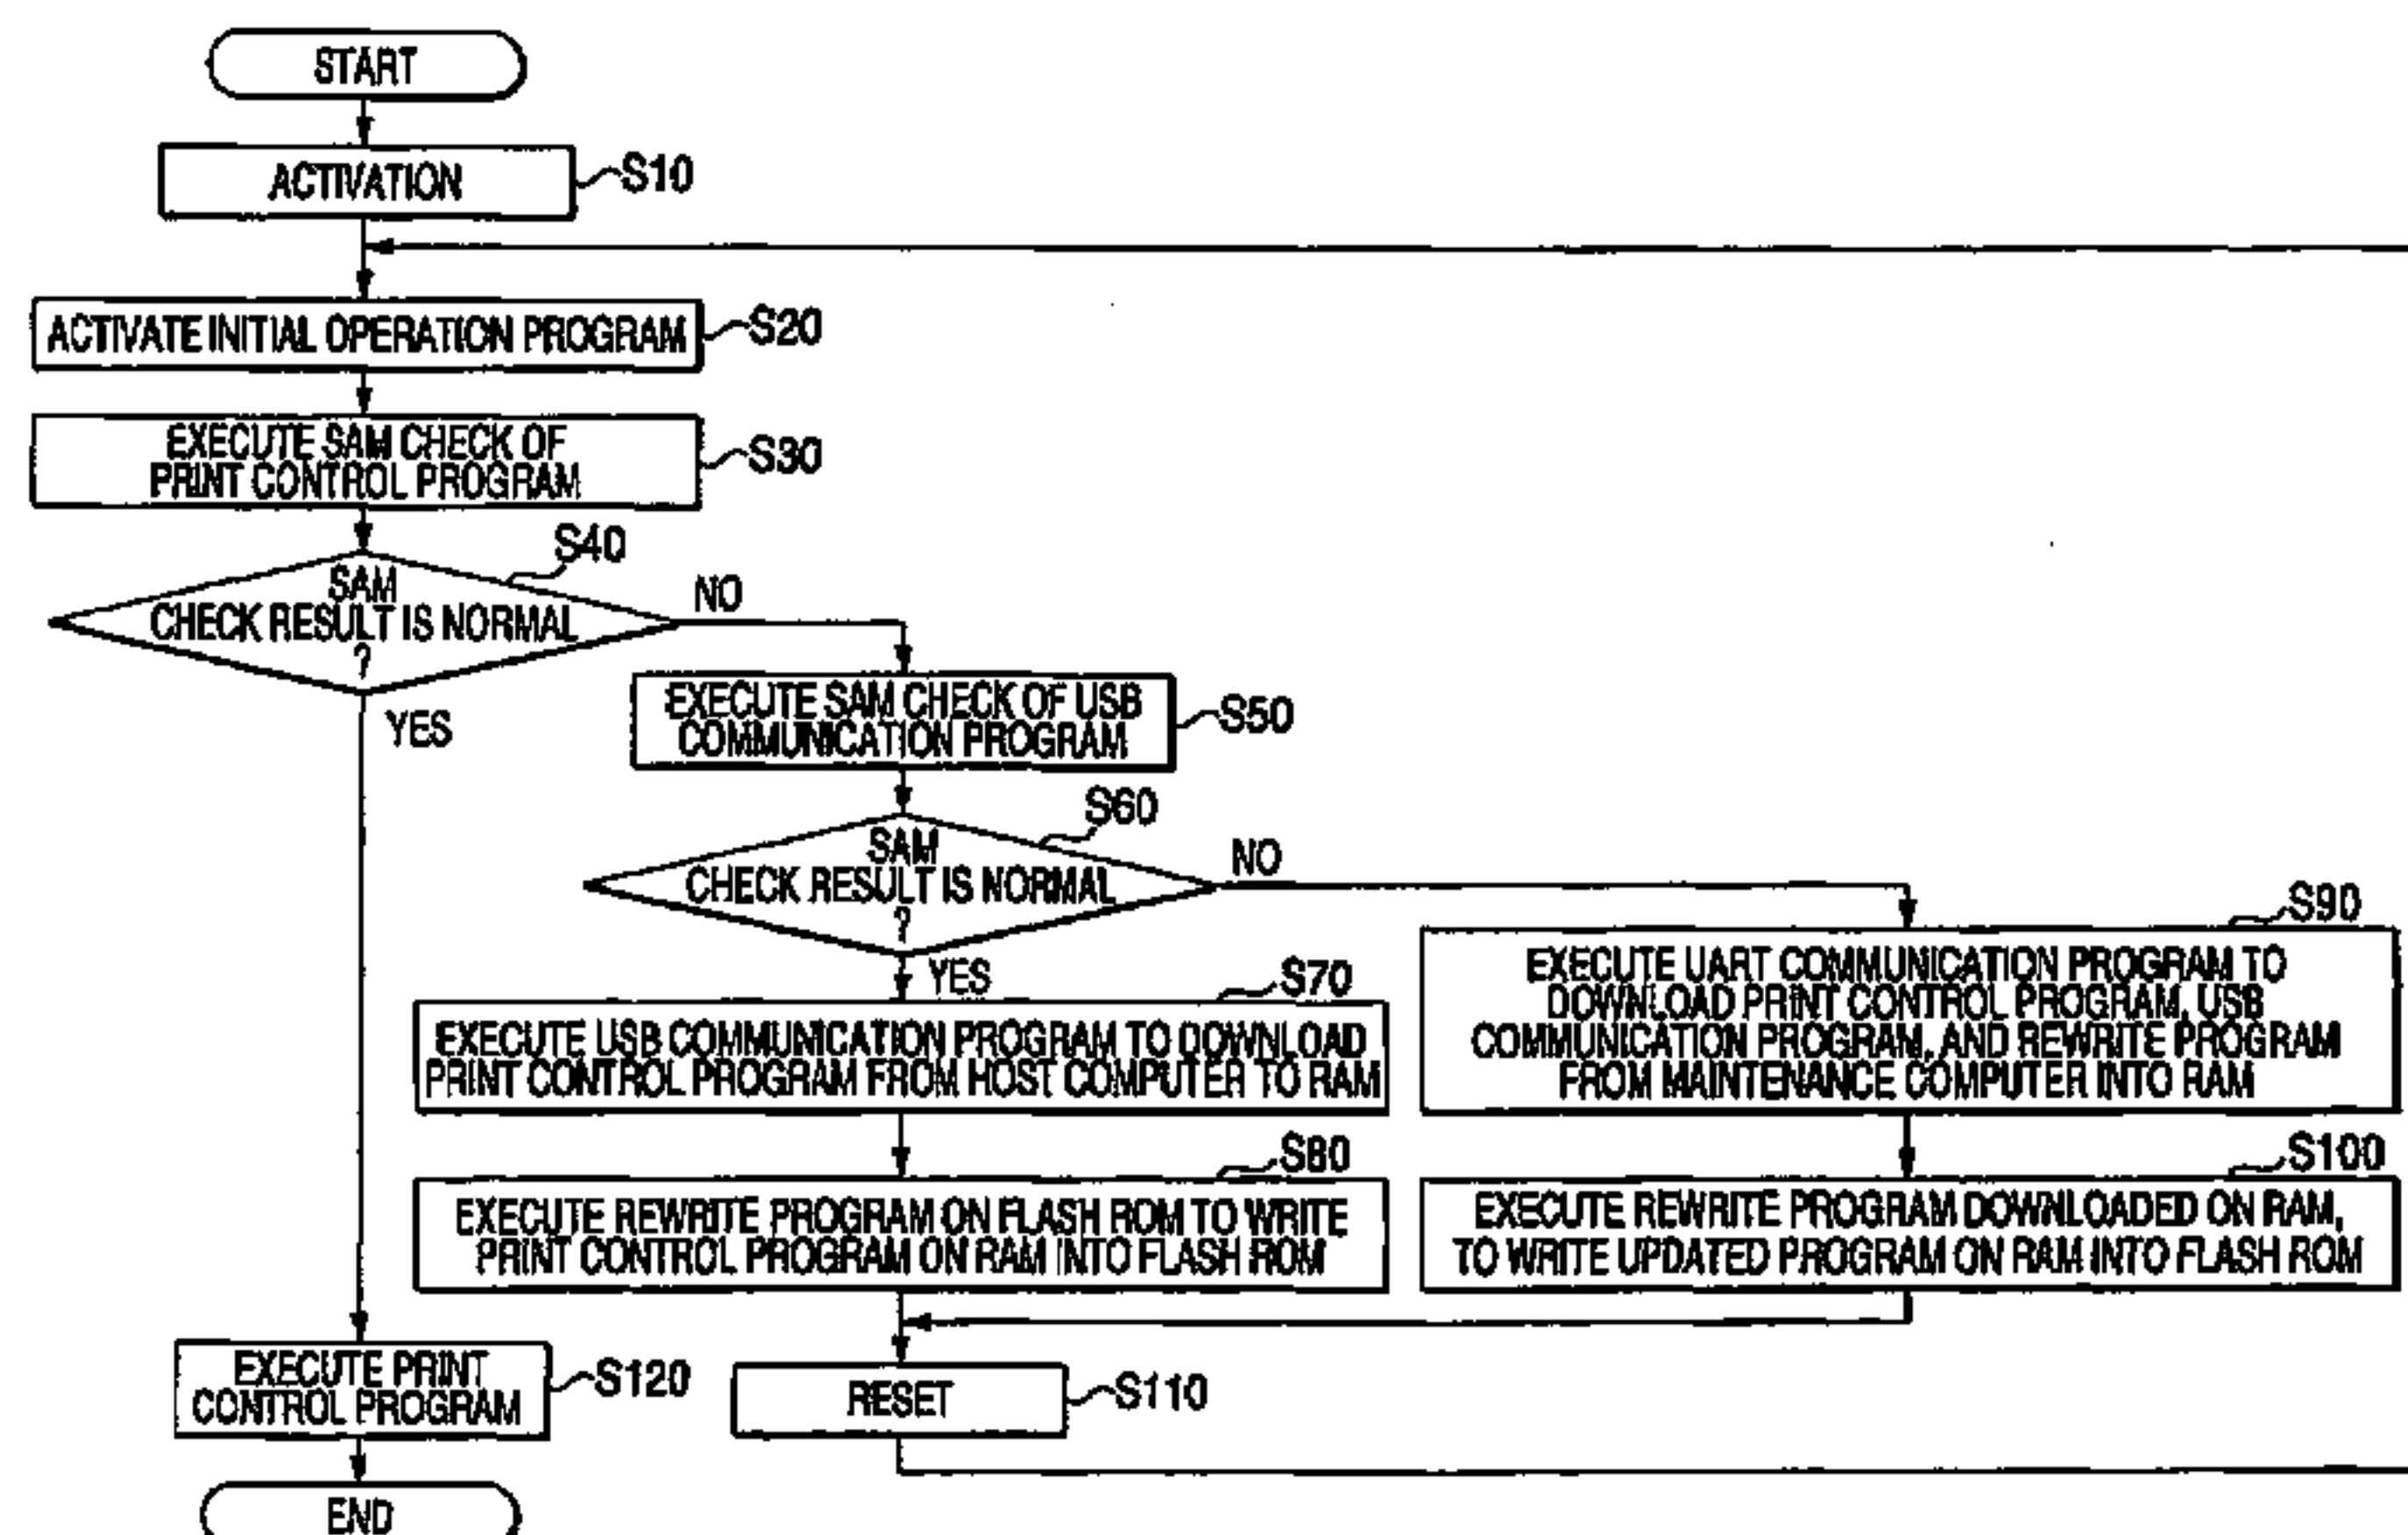 START
ACTIVATION
S10
ACTIVATE INITIAL OPERATION PROGRAM
S20
EXECUTE SAM CHECK OF
PRINT CONTROL PROGRAM
S30
S40
SAM
CHECK RESULT IS NORMAL
?
NO
YES
EXECUTE SAM CHECK OF USB
COMMUNICATION PROGRAM
S50
S60
SAM
CHECK RESULT IS NORMAL
?
NO
YES
S70
EXECUTE USB COMMUNICATION PROGRAM TO DOWNLOAD
PRINT CONTROL PROGRAM FROM HOST COMPUTER TO RAM
S90
EXECUTE UART COMMUNICATION PROGRAM TO
DOWNLOAD PRINT CONTROL PROGRAM, USB
COMMUNICATION PROGRAM, AND REWRITE PROGRAM
FROM MAINTENANCE COMPUTER INTO RAM
S80
EXECUTE REWRITE PROGRAM ON FLASH ROM TO WRITE
PRINT CONTROL PROGRAM ON RAM INTO FLASH ROM
S100
EXECUTE REWRITE PROGRAM DOWNLOADED ON RAM,
TO WRITE UPDATED PROGRAM ON RAM INTO FLASH ROM
EXECUTE PRINT
CONTROL PROGRAM
S120
RESET
S110
END